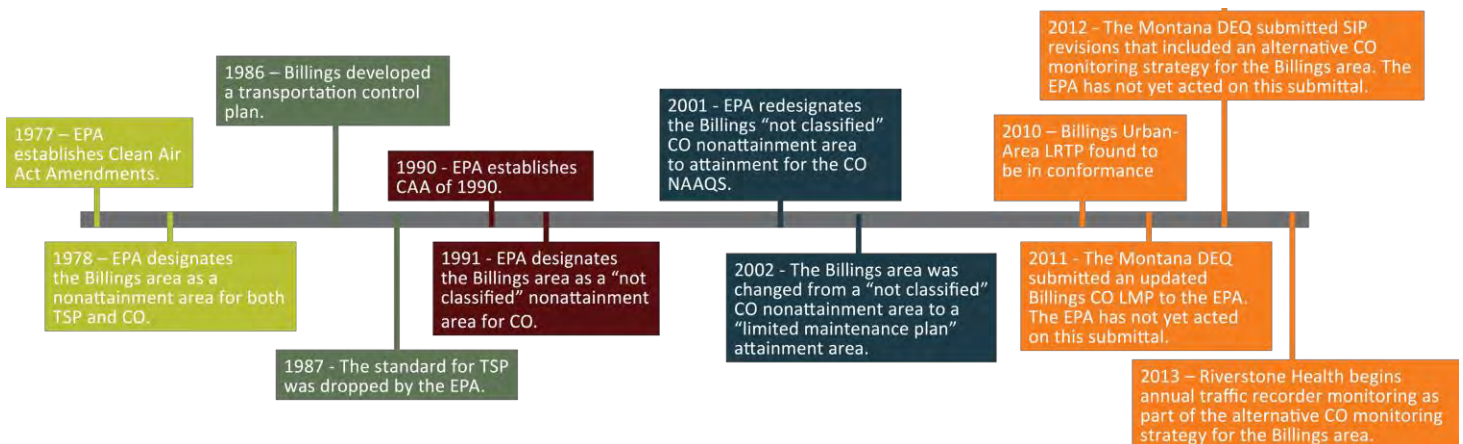 1977 – EPA
establishes Clean Air
Act Amendments.
1978 – EPA designates
the Billings area as a
nonattainment area for both
TSP and CO.
1986 – Billings developed
a transportation control
plan.
1987 - The standard for TSP
was dropped by the EPA.
1990 - EPA establishes
CAA of 1990.
1991 - EPA designates
the Billings area as a “not
classified” nonattainment
area for CO.
2001 - EPA redesignates
the Billings “not classified”
CO nonattainment area
to attainment for the CO
NAAQS.
2002 - The Billings area was
changed from a “not classified”
CO nonattainment area to a
“limited maintenance plan”
attainment area.
2010 – Billings Urban-
Area LRTP found to
be in conformance
2011 - The Montana DEQ
submitted an updated
Billings CO LMP to the EPA.
The EPA has not yet acted
on this submittal.
2012 - The Montana DEQ submitted SIP
revisions that included an alternative CO
monitoring strategy for the Billings area. The
EPA has not yet acted on this submittal.
2013 – Riverstone Health begins
annual traffic recorder monitoring as
part of the alternative CO monitoring
strategy for the Billings area.